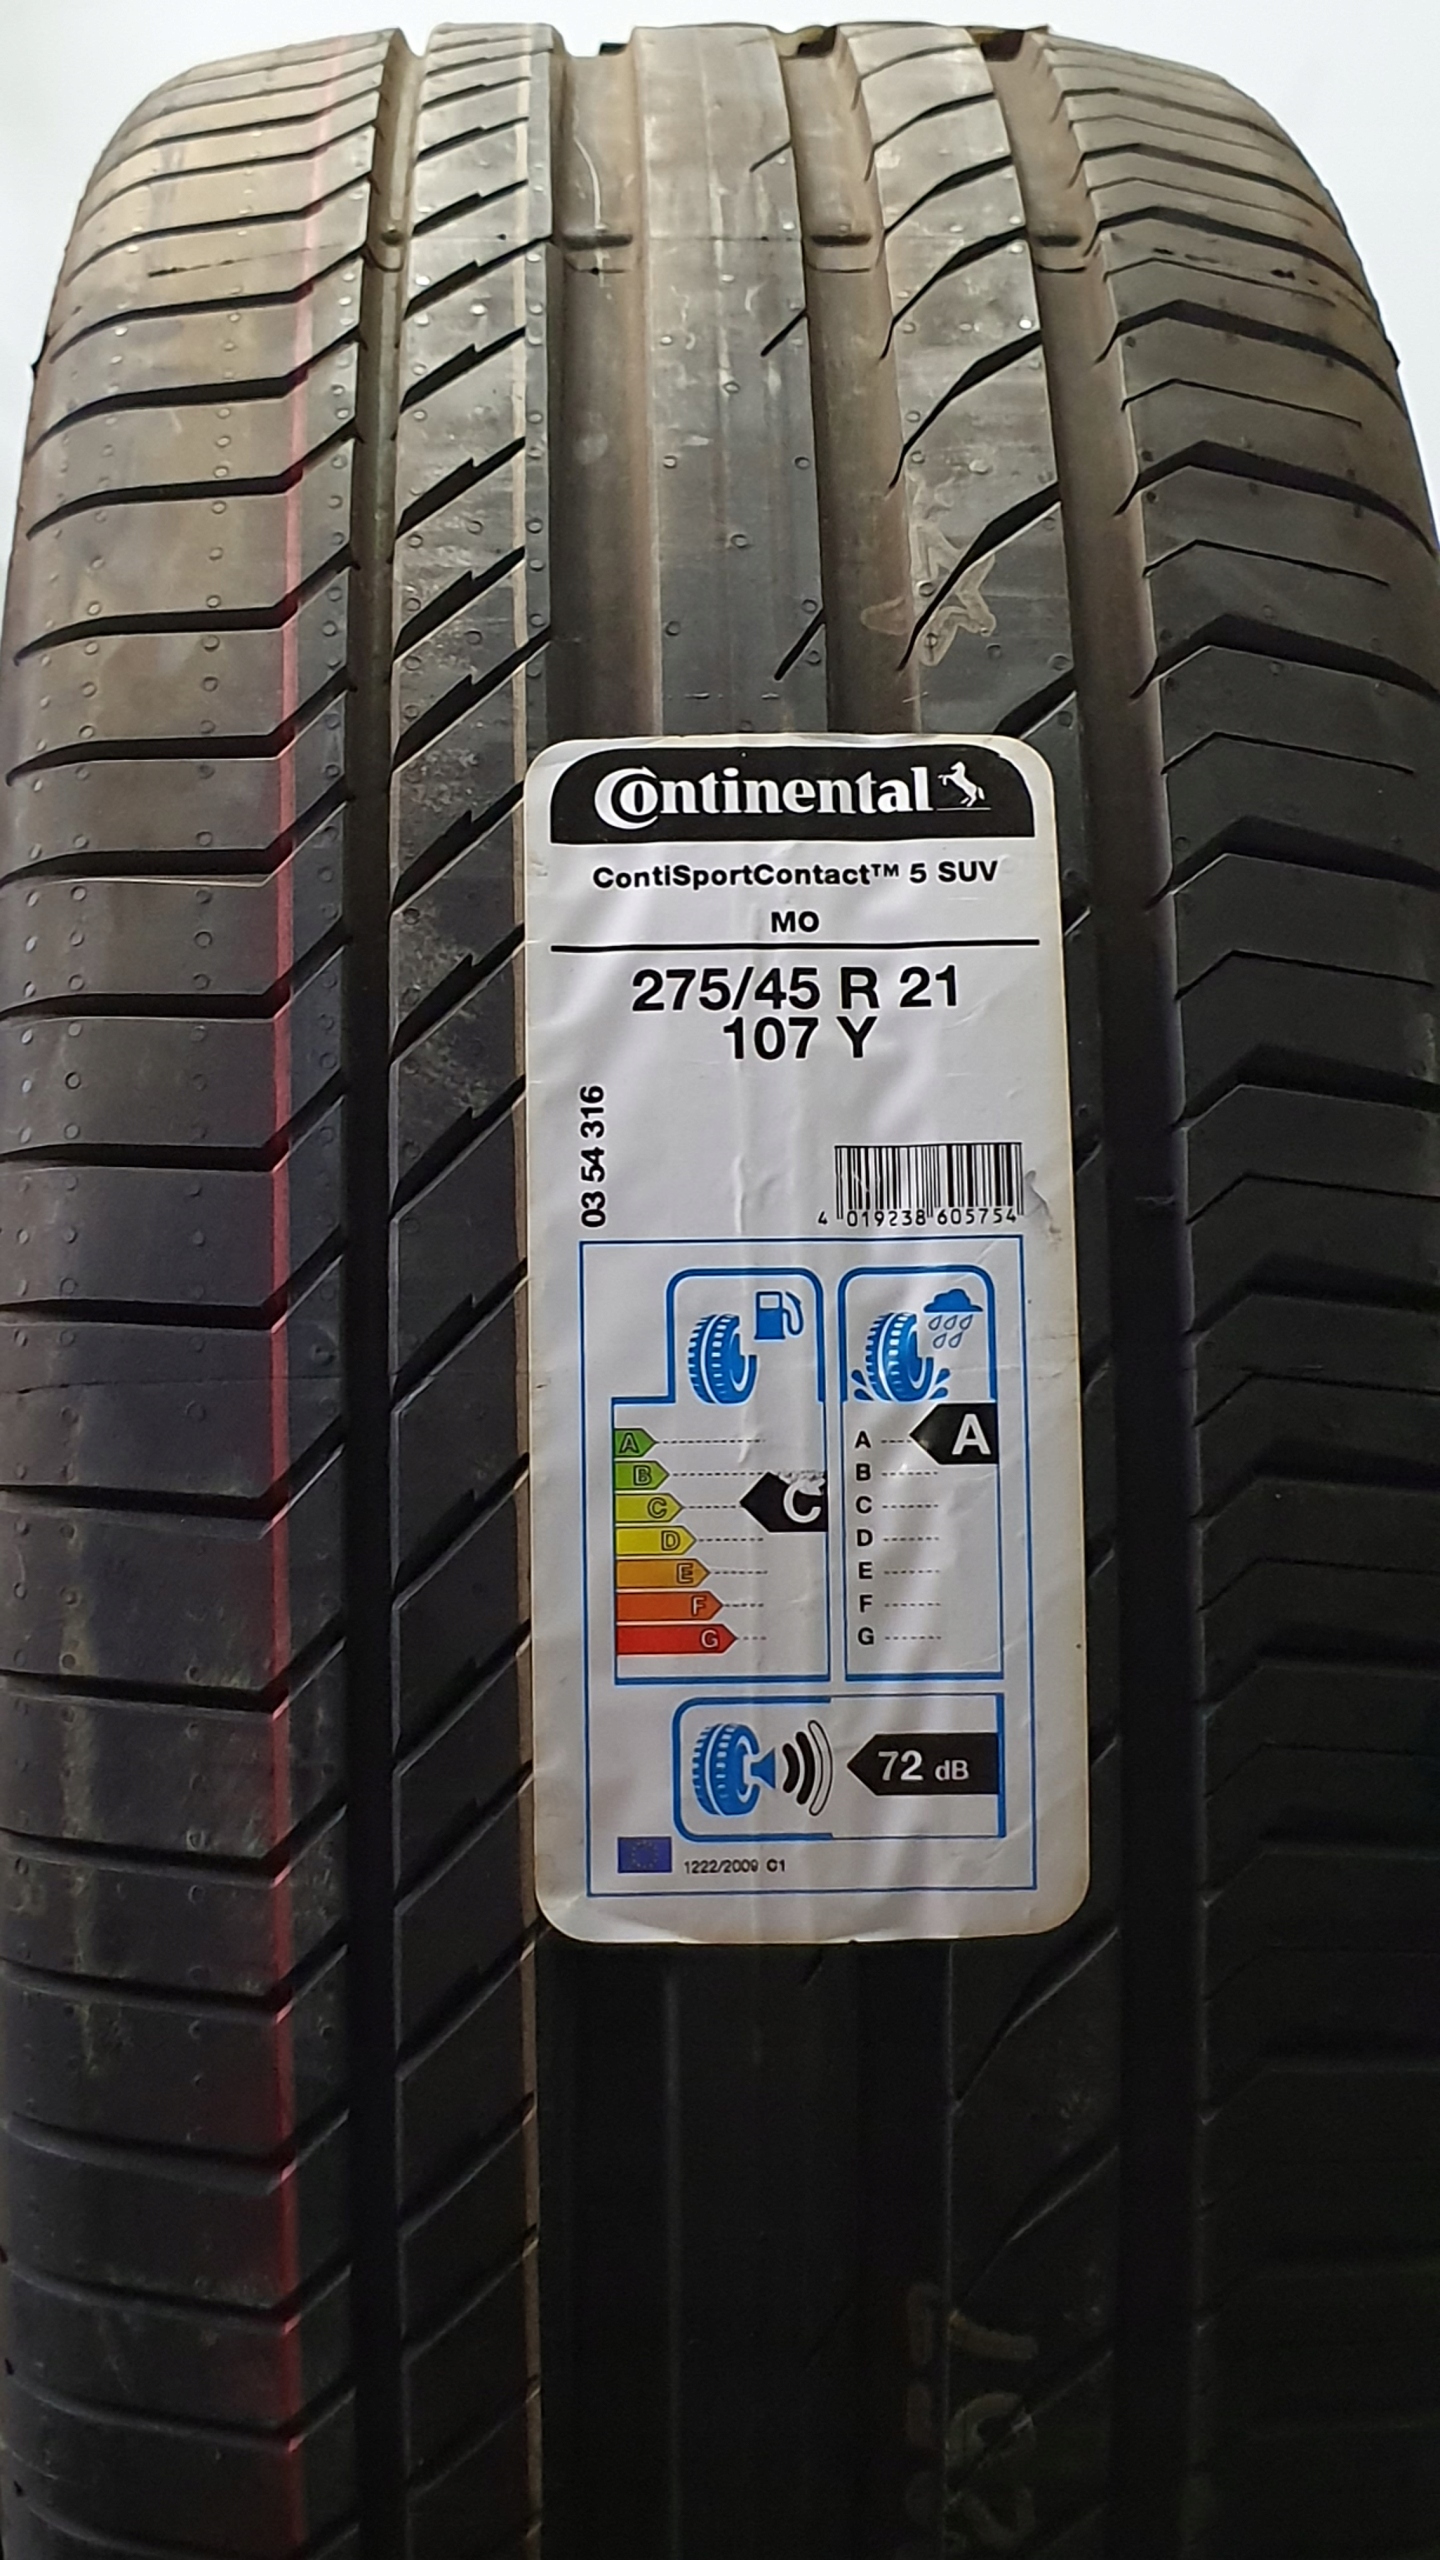 Continental
ContiSportContact™ 5 SUV
MO
275/45 R 21
107 Y
03 54 316
4 019238 605754
A
B
C
D
E
F
G
C
A
B
C
D
E
F
G
A
72 dB
1222/2009 C1